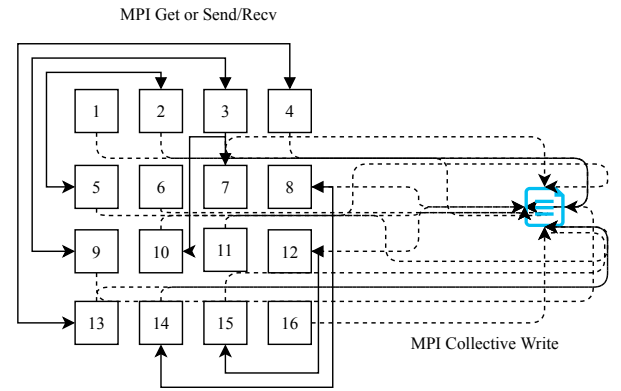 MPI Get or Send/Recv
1 2 3 4
5 6 7 8
9 10 11 12
13 14 15 16
MPI Collective Write